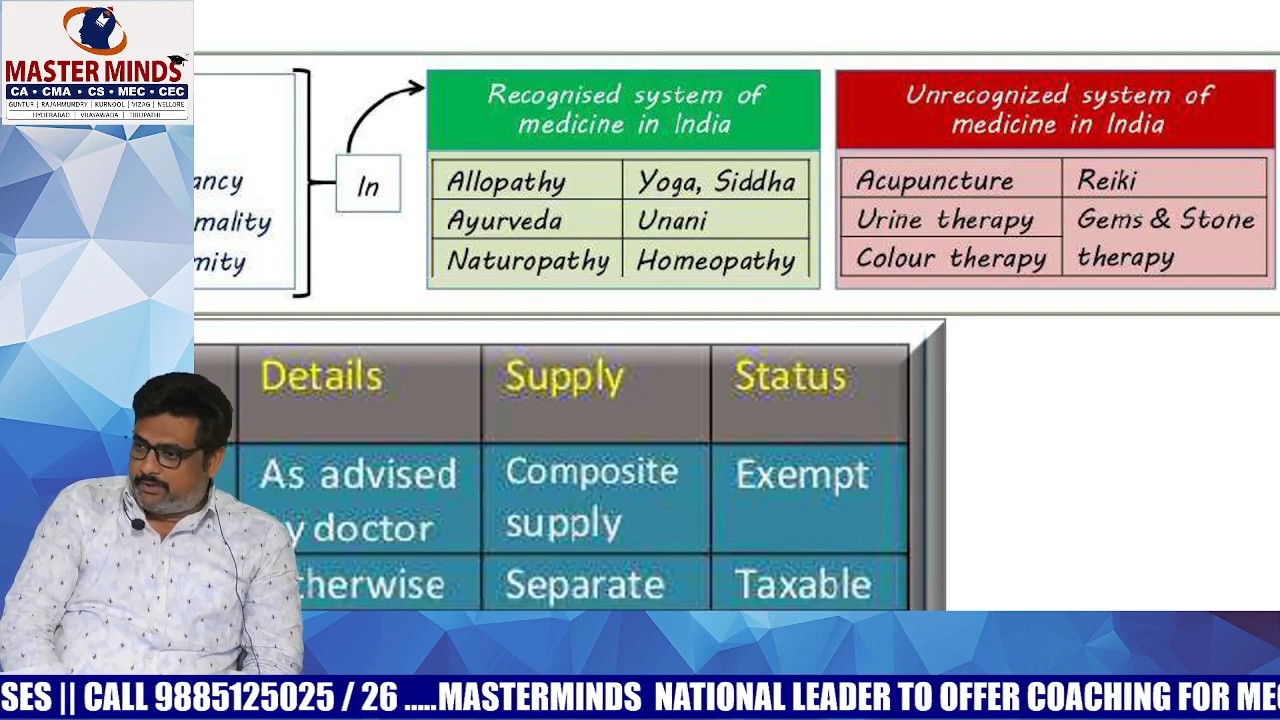 MASTER MINDS
CA • CMA • CS • MEC • CEC
GUNTUR | RAJAHMUNDRY | KURNOOL | VIZAG | NELLORE
HYDERABAD | VIJAYAWADA | TIRUPATHI
ancy
mality
mity
In
Recognised system of
medicine in India
Allopathy Yoga, Siddha
Ayurveda Unani
Naturopathy Homeopathy
Unrecognized system of
medicine in India
Acupuncture Reiki
Urine therapy Gems & Stone
Colour therapy therapy
Details Supply Status
As advised Composite Exempt
y doctor supply
therwise Separate Taxable
SES || CALL 9885125025 / 26 .....MASTERMINDS NATIONAL LEADER TO OFFER COACHING FOR ME